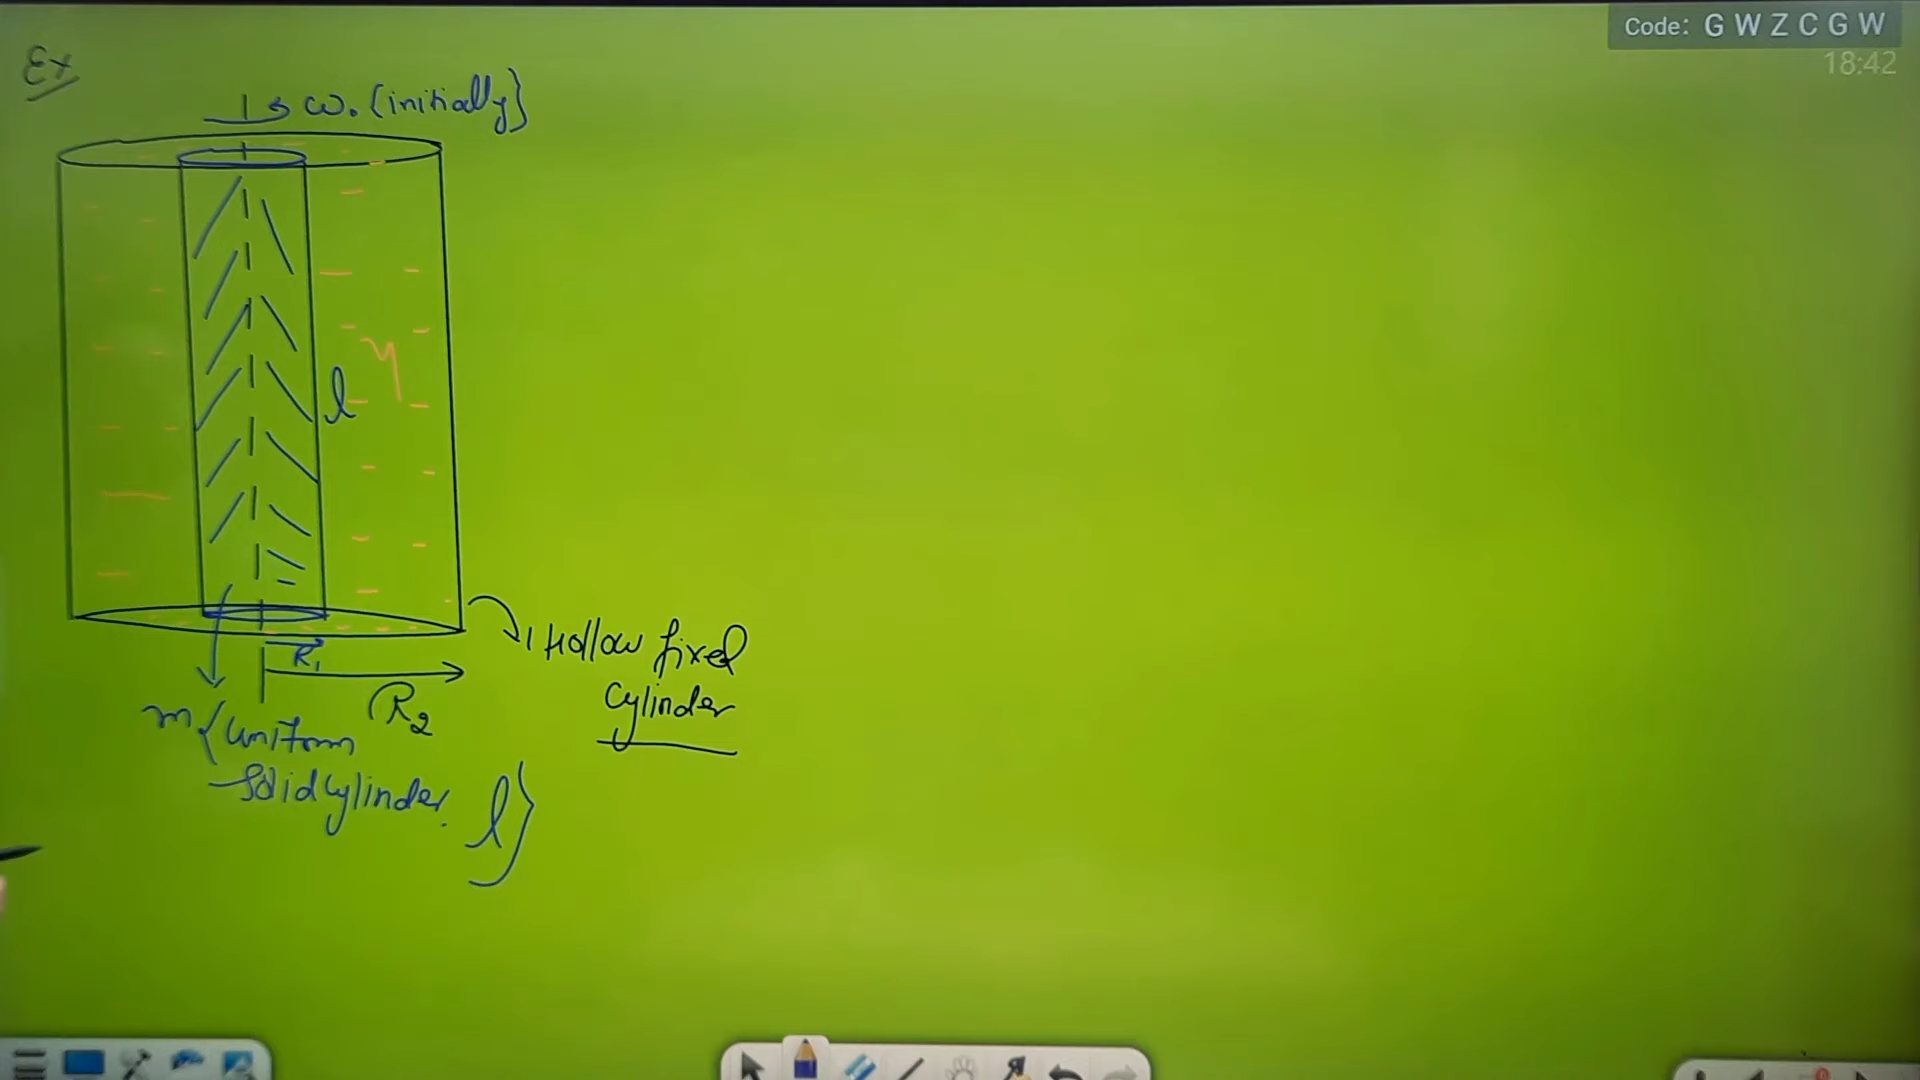 Code: G W Z C G W
18:42
Ex
ω₀ {initially}
η
l
R₁
R₂
Hollow fixed
cylinder
m {uniform
solid cylinder. l}